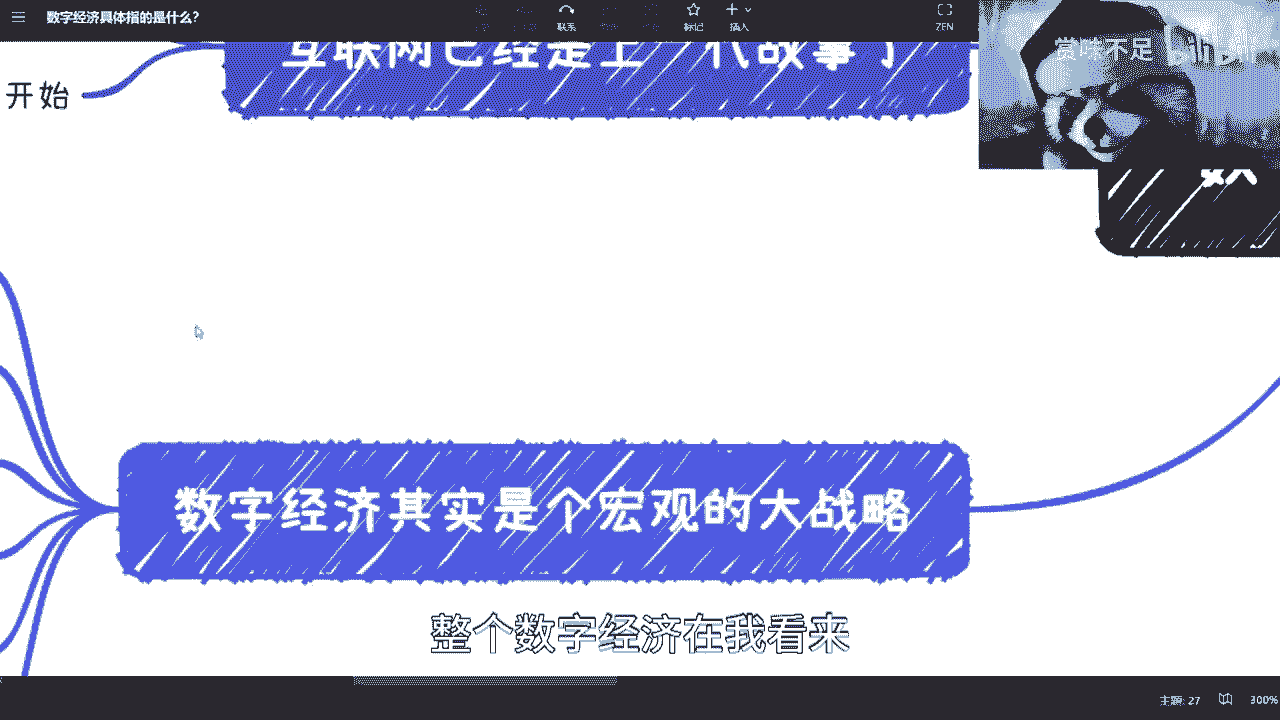 数字经济具体指的是什么?
联系
标记
插入
ZEN
赏味不足
bilibili
互联网已经是上一代故事了
开始
数字经济其实是个宏观的大战略
整个数字经济在我看来
主题: 27
300%